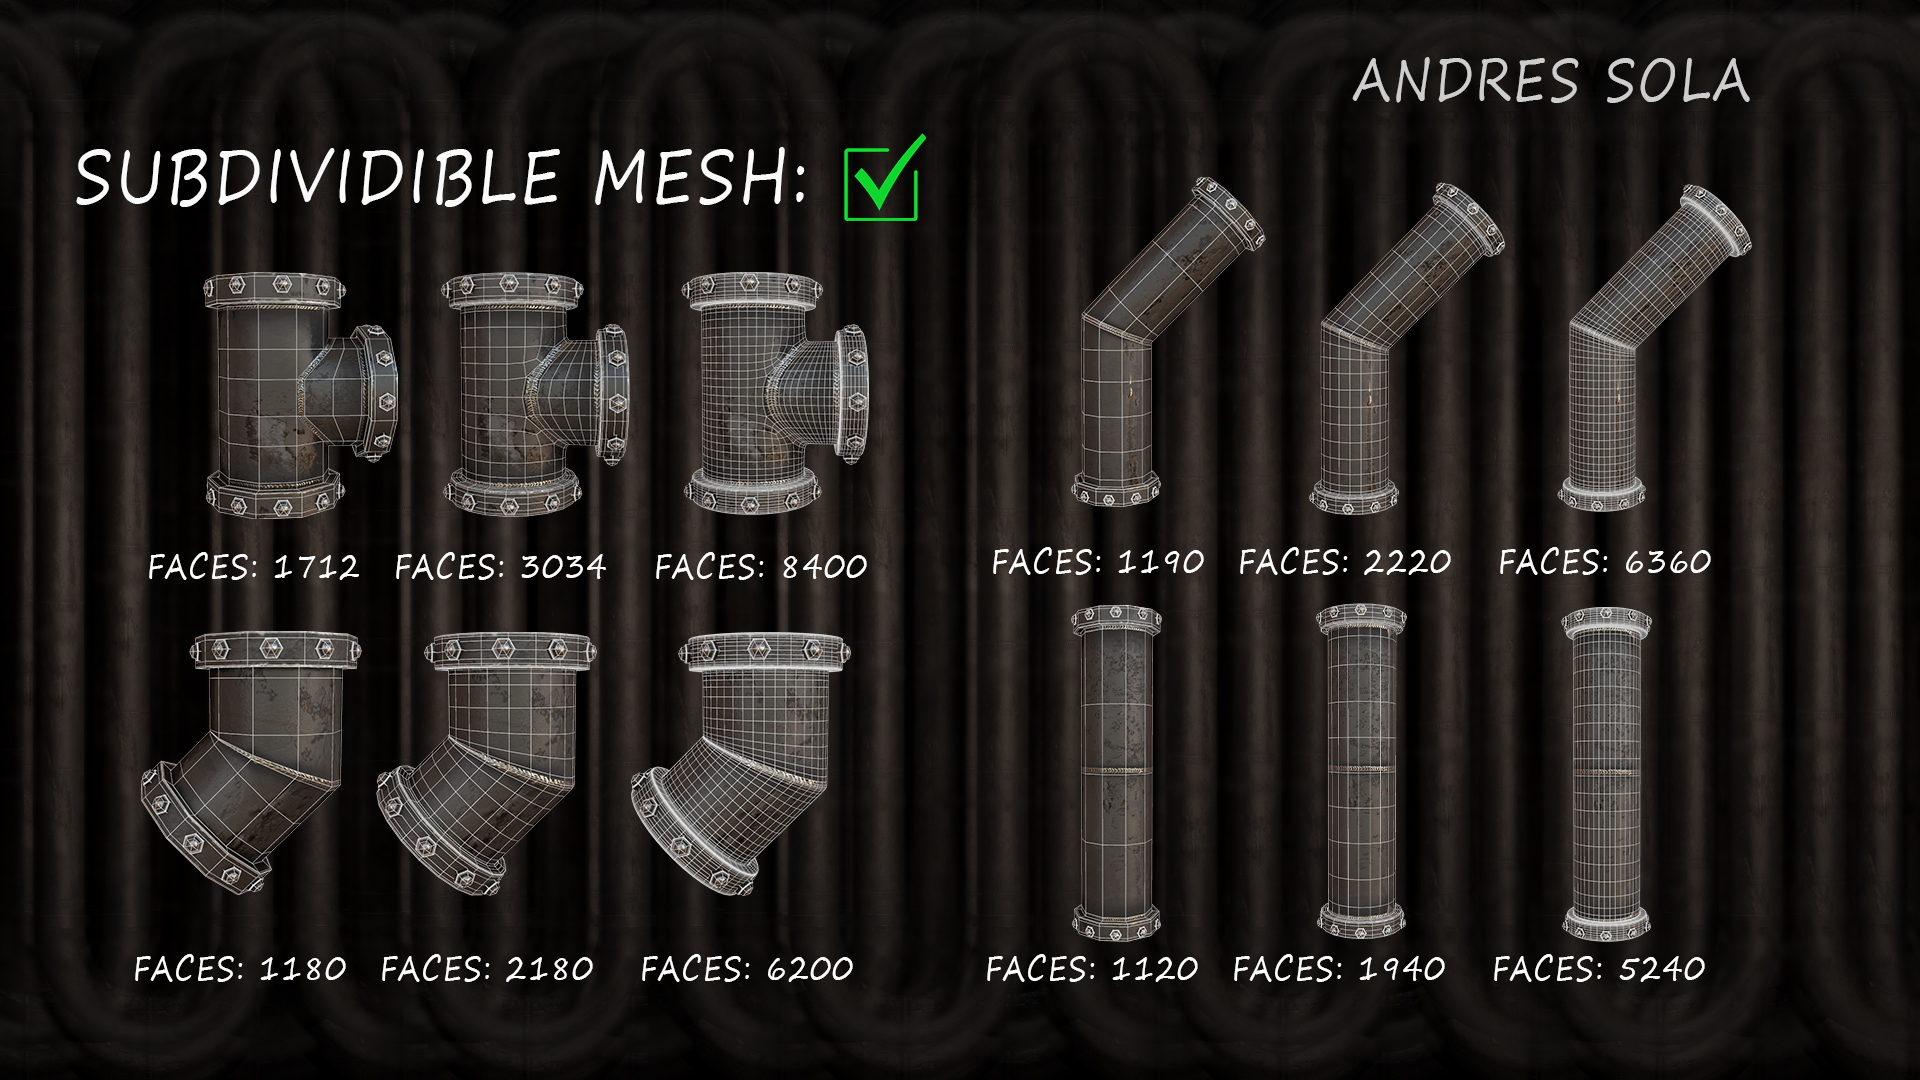 ANDRES SOLA
SUBDIVIDIBLE MESH:
FACES: 1712
FACES: 3034
FACES: 8400
FACES: 1190
FACES: 2220
FACES: 6360
FACES: 1180
FACES: 2180
FACES: 6200
FACES: 1120
FACES: 1940
FACES: 5240